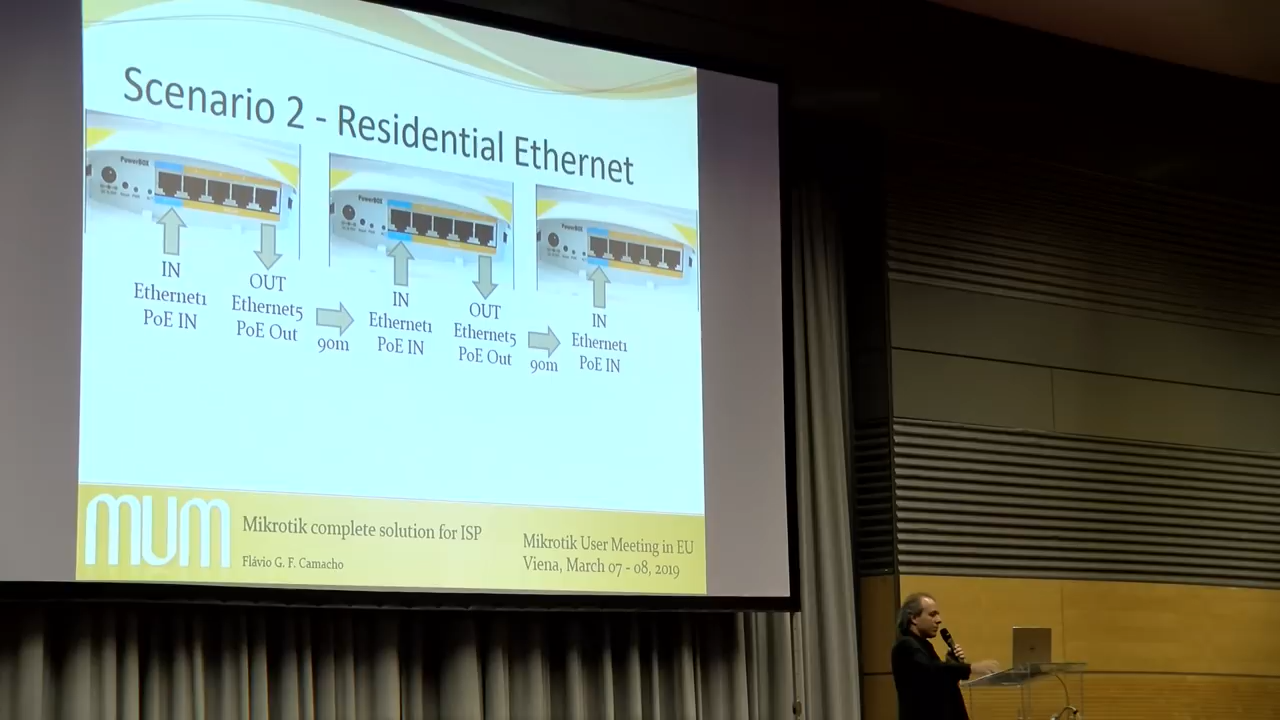 Scenario 2 - Residential Ethernet
PowerBOX
PowerBOX
PowerBOX
IN
Ethernet1
PoE IN
OUT
Ethernet5
PoE Out
90m
IN
Ethernet1
PoE IN
OUT
Ethernet5
PoE Out
90m
IN
Ethernet1
PoE IN
MUM
Mikrotik complete solution for ISP
Flávio G. F. Camacho
Mikrotik User Meeting in EU
Viena, March 07 - 08, 2019